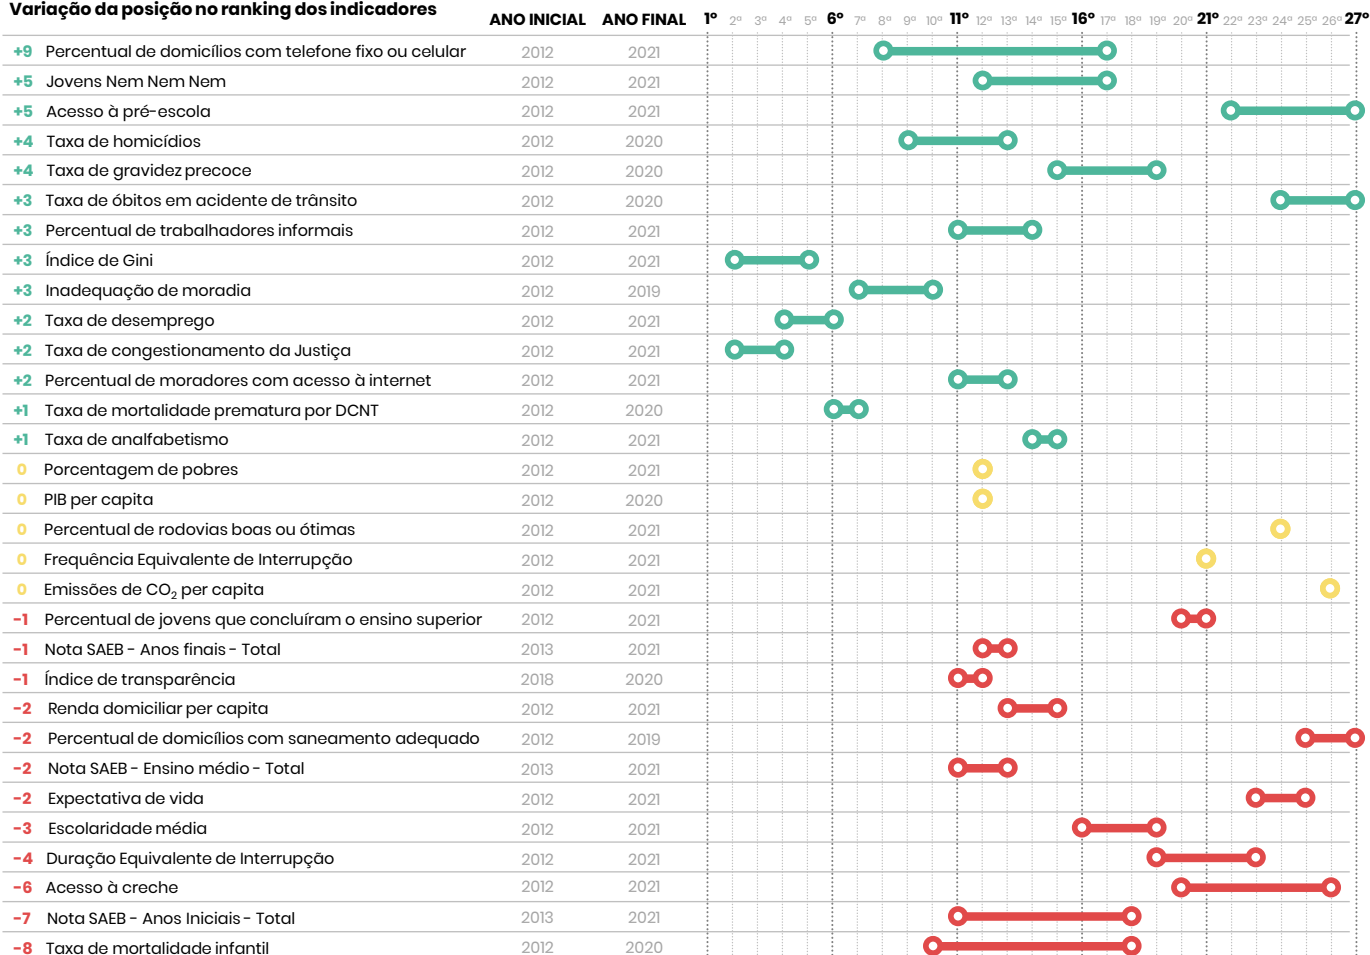 Variação da posição no ranking dos indicadores ANO INICIAL ANO FINAL 1º 2º 3º 4º 5º 6º 7º 8º 9º 10º 11º 12º 13º 14º 15º 16º 17º 18º 19º 20º 21º 22º 23º 24º 25º 26º 27º
+9 Percentual de domicílios com telefone fixo ou celular 2012 2021
+5 Jovens Nem Nem Nem 2012 2021
+5 Acesso à pré-escola 2012 2021
+4 Taxa de homicídios 2012 2020
+4 Taxa de gravidez precoce 2012 2020
+3 Taxa de óbitos em acidente de trânsito 2012 2020
+3 Percentual de trabalhadores informais 2012 2021
+3 Índice de Gini 2012 2021
+3 Inadequação de moradia 2012 2019
+2 Taxa de desemprego 2012 2021
+2 Taxa de congestionamento da Justiça 2012 2021
+2 Percentual de moradores com acesso à internet 2012 2021
+1 Taxa de mortalidade prematura por DCNT 2012 2020
+1 Taxa de analfabetismo 2012 2021
0 Porcentagem de pobres 2012 2021
0 PIB per capita 2012 2020
0 Percentual de rodovias boas ou ótimas 2012 2021
0 Frequência Equivalente de Interrupção 2012 2021
0 Emissões de CO₂ per capita 2012 2021
-1 Percentual de jovens que concluíram o ensino superior 2012 2021
-1 Nota SAEB - Anos finais - Total 2013 2021
-1 Índice de transparência 2018 2020
-2 Renda domiciliar per capita 2012 2021
-2 Percentual de domicílios com saneamento adequado 2012 2019
-2 Nota SAEB - Ensino médio - Total 2013 2021
-2 Expectativa de vida 2012 2021
-3 Escolaridade média 2012 2021
-4 Duração Equivalente de Interrupção 2012 2021
-6 Acesso à creche 2012 2021
-7 Nota SAEB - Anos Iniciais - Total 2013 2021
-8 Taxa de mortalidade infantil 2012 2020